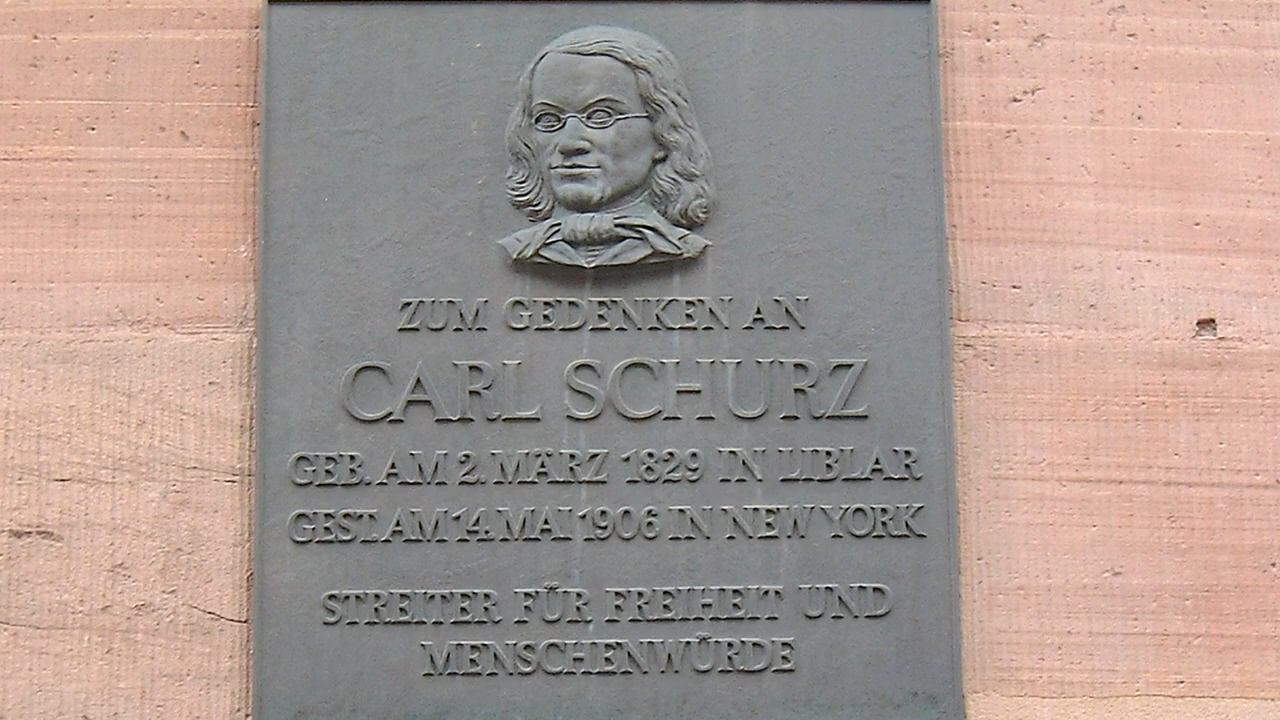 ZUM GEDENKEN AN
CARL SCHURZ
GEB. AM 2. MÄRZ 1829 IN LIBLAR
GEST. AM 14. MAI 1906 IN NEW YORK
STREITER FÜR FREIHEIT UND
MENSCHENWÜRDE